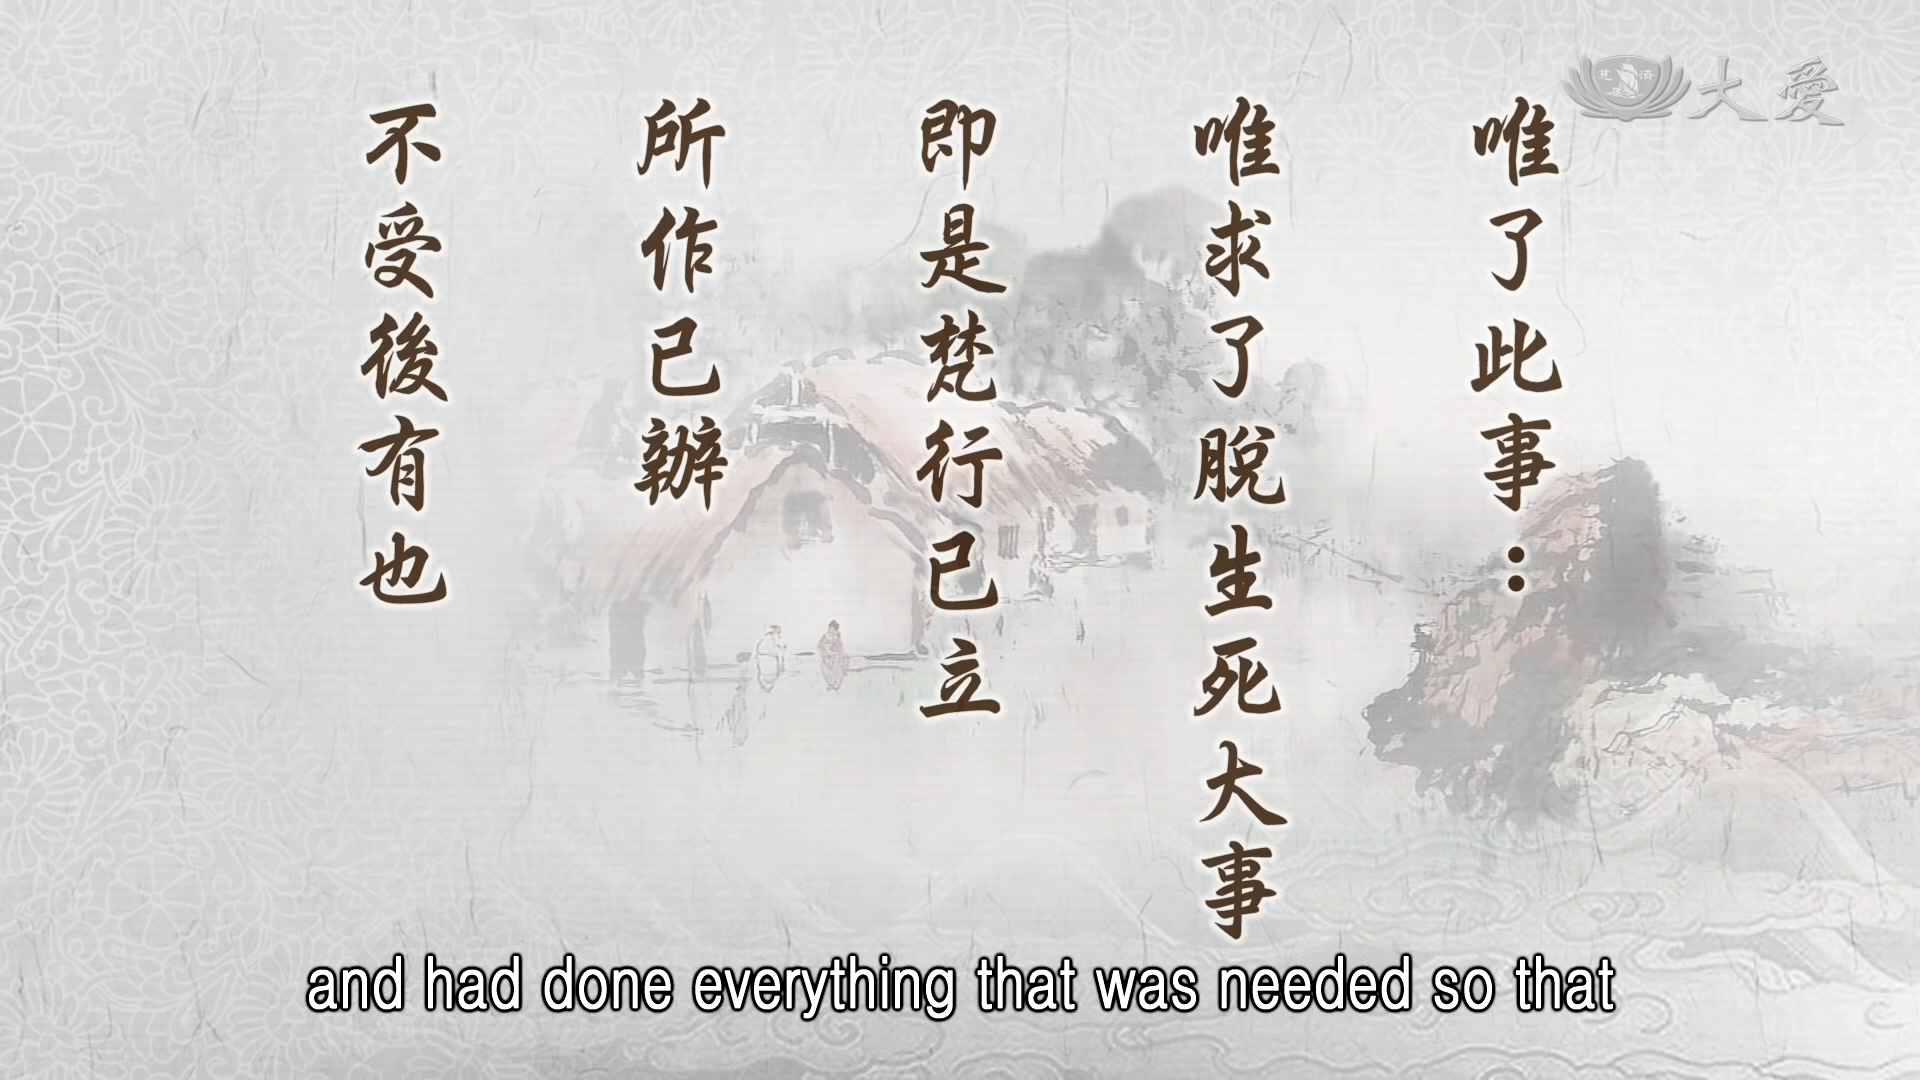 大愛
慈濟
唯了此事:
唯求了脫生死大事
即是梵行已立
所作已辦
不受後有也
and had done everything that was needed so that